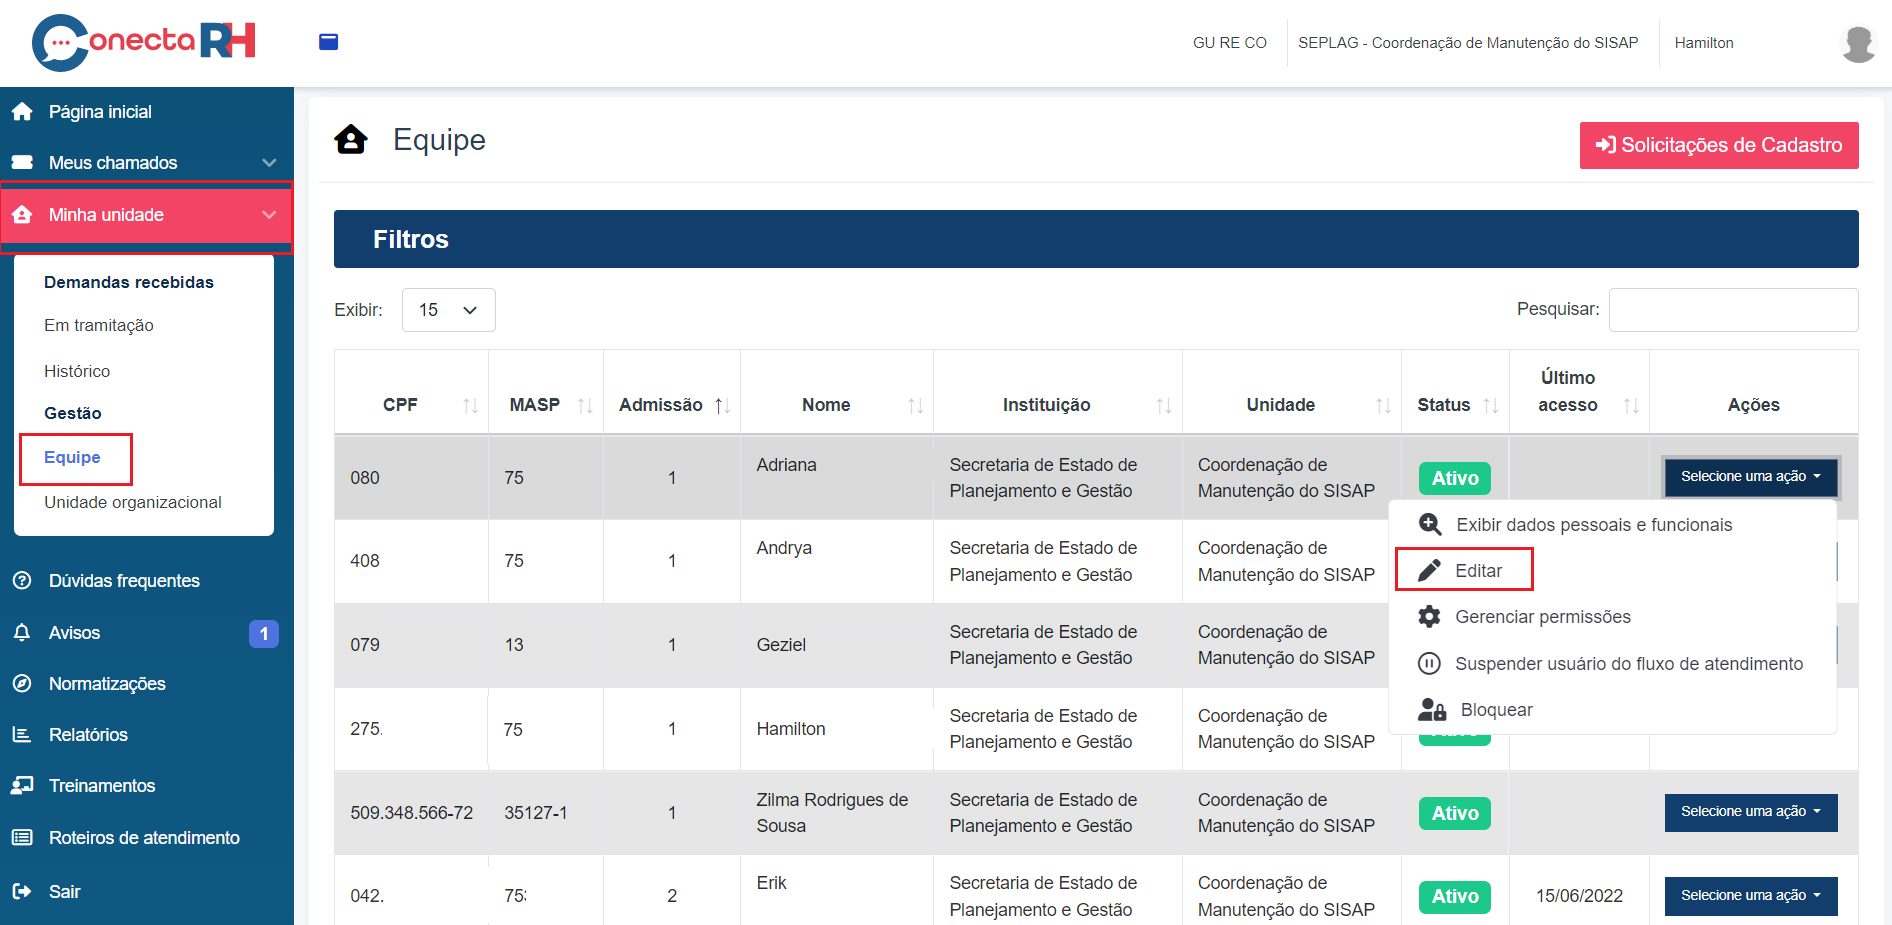 Conecta RH
GU RE CO
SEPLAG - Coordenação de Manutenção do SISAP
Hamilton
Página inicial
Meus chamados
Minha unidade
Demandas recebidas
Em tramitação
Histórico
Gestão
Equipe
Unidade organizacional
Dúvidas frequentes
Avisos 1
Normatizações
Relatórios
Treinamentos
Roteiros de atendimento
Sair
Equipe
Solicitações de Cadastro
Filtros
Exibir: 15
Pesquisar:
CPF MASP Admissão Nome Instituição Unidade Status Último acesso Ações
080 75 1 Adriana Secretaria de Estado de Planejamento e Gestão Coordenação de Manutenção do SISAP Ativo Selecione uma ação
Exibir dados pessoais e funcionais
Editar
Gerenciar permissões
Suspender usuário do fluxo de atendimento
Bloquear
408 75 1 Andrya Secretaria de Estado de Planejamento e Gestão Coordenação de Manutenção do SISAP
079 13 1 Geziel Secretaria de Estado de Planejamento e Gestão Coordenação de Manutenção do SISAP
275. 75 1 Hamilton Secretaria de Estado de Planejamento e Gestão Coordenação de Manutenção do SISAP
509.348.566-72 35127-1 1 Zilma Rodrigues de Sousa Secretaria de Estado de Planejamento e Gestão Coordenação de Manutenção do SISAP Ativo Selecione uma ação
042. 75 2 Erik Secretaria de Estado de Planejamento e Gestão Coordenação de Manutenção do SISAP Ativo 15/06/2022 Selecione uma ação